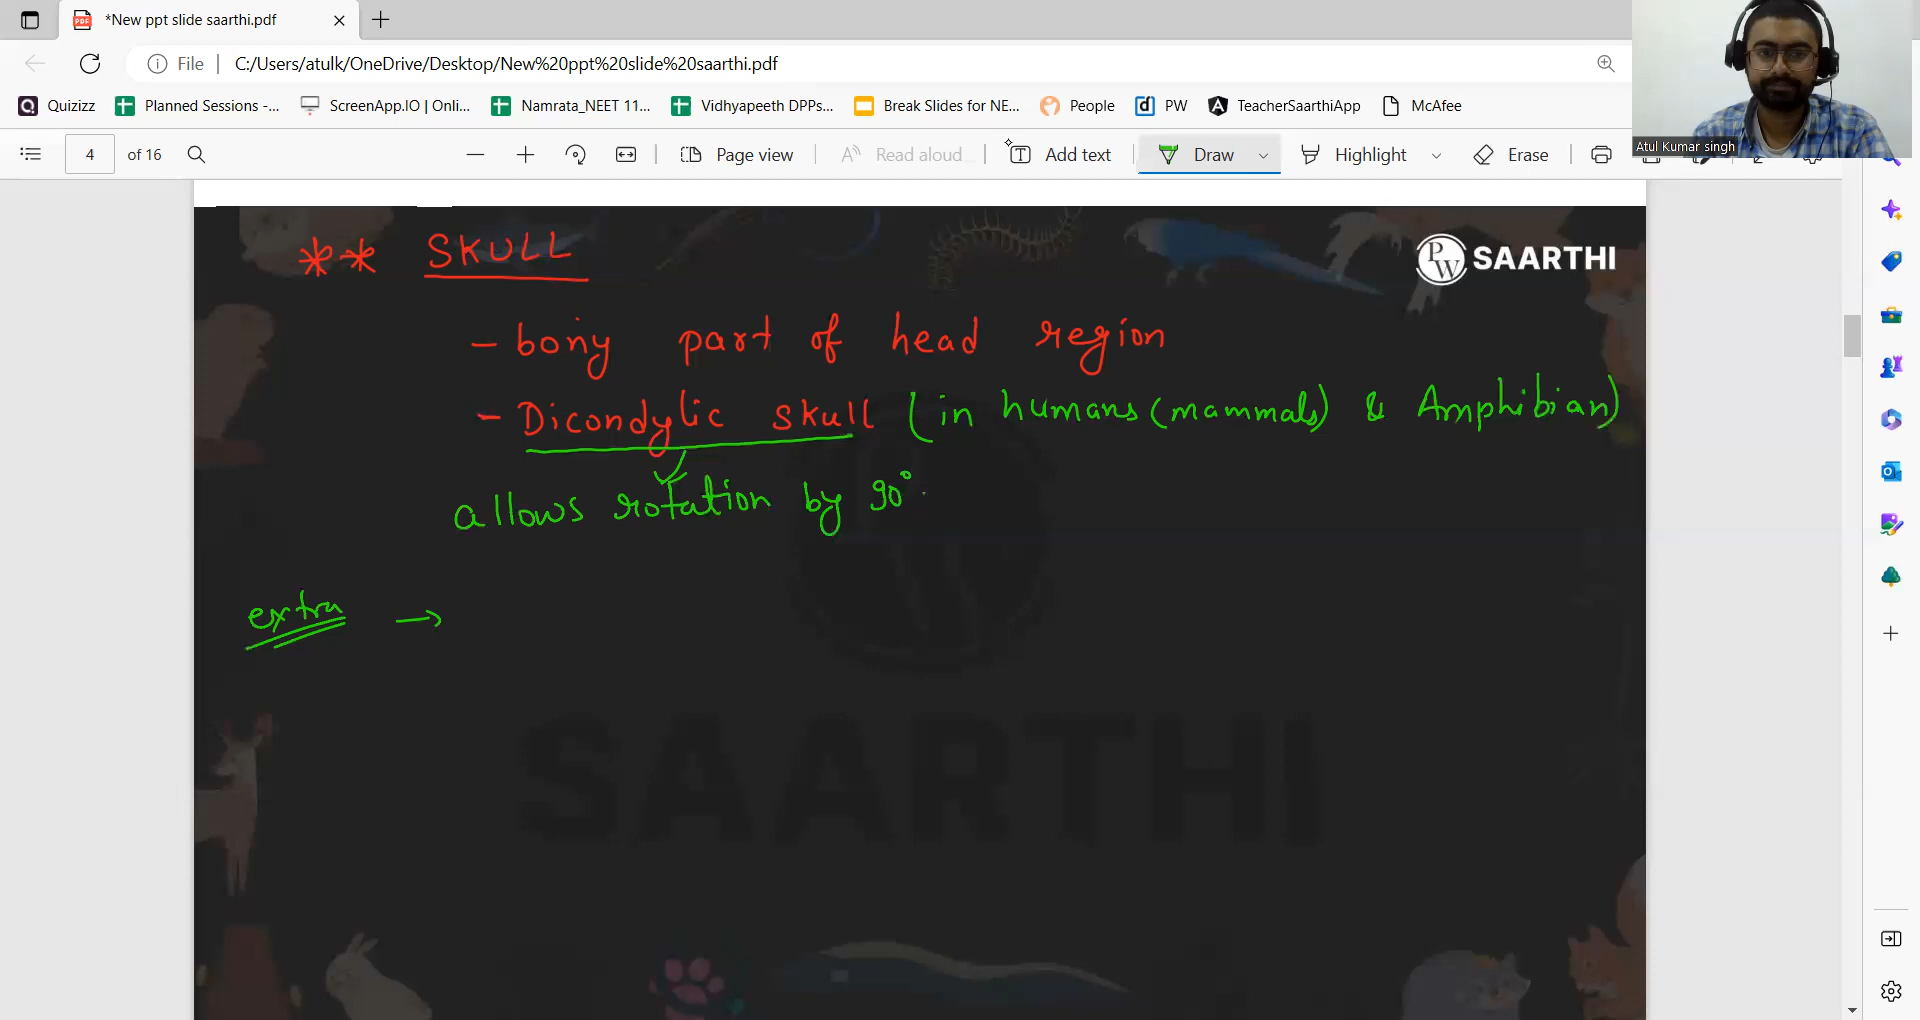 *New ppt slide saarthi.pdf
File
C:/Users/atulk/OneDrive/Desktop/New%20ppt%20slide%20saarthi.pdf
Quizizz
Planned Sessions -...
ScreenApp.IO | Onli...
Namrata_NEET 11...
Vidhyapeeth DPPs...
Break Slides for NE...
People
PW
TeacherSaarthiApp
McAfee
Atul Kumar singh
4 of 16
Page view
Read aloud
Add text
Draw
Highlight
Erase
** SKULL
PW SAARTHI
- bony part of head region
- Dicondylic skull (in humans (mammals) & Amphibian)
allows rotation by 90°
extra →
SAARTHI